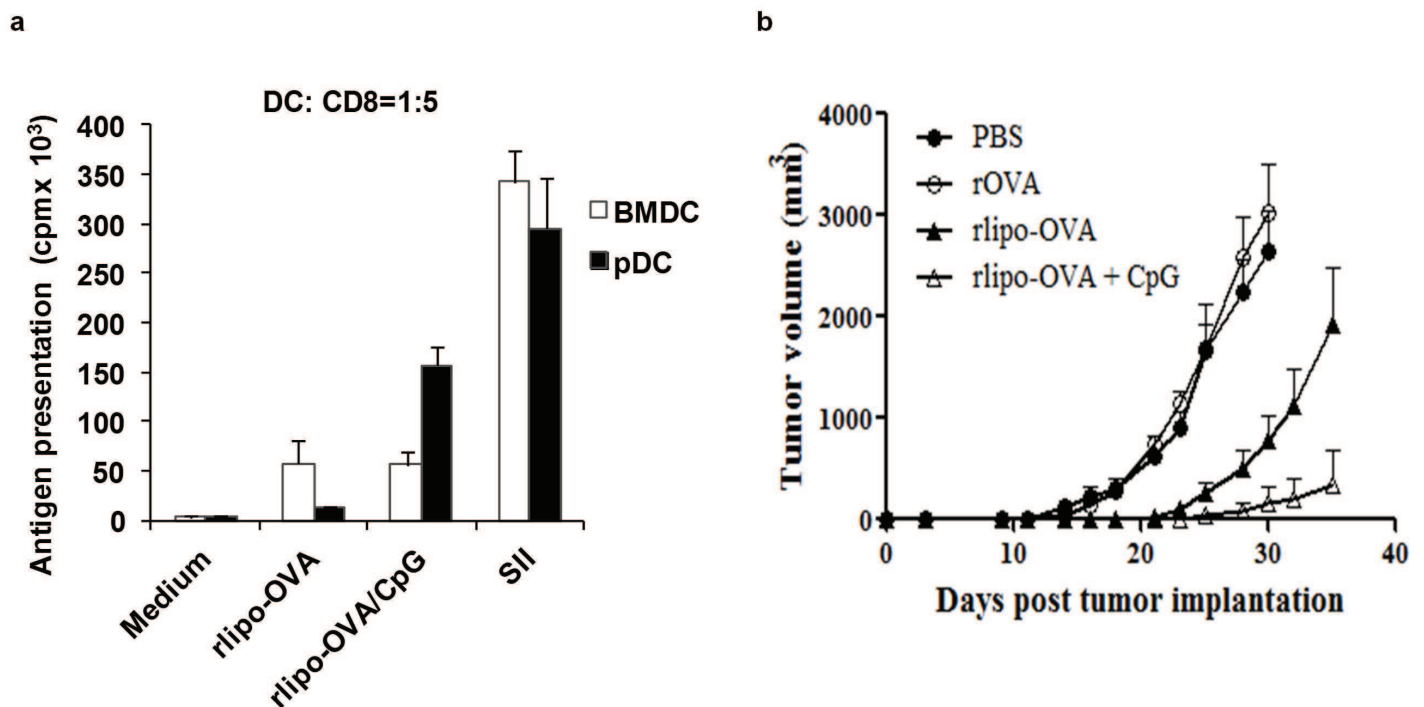 a
DC: CD8=1:5
Antigen presentation (cpmx 10³)
400
350
300
250
200
150
100
50
0
BMDC
pDC
Medium
rlipo-OVA
rlipo-OVA/CpG
SII
b
Tumor volume (mm³)
4000
3000
2000
1000
0
PBS
rOVA
rlipo-OVA
rlipo-OVA + CpG
0
10
20
30
40
Days post tumor implantation